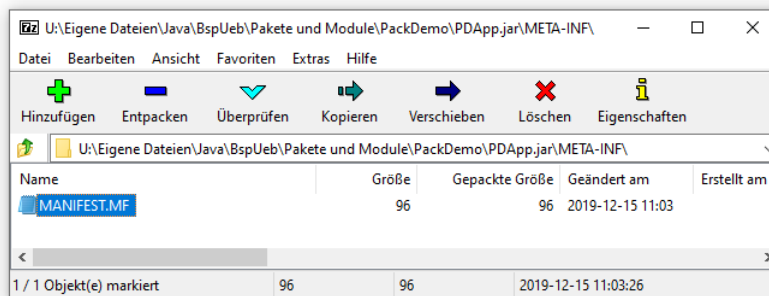 U:\Eigene Dateien\Java\BspUeb\Pakete und Module\PackDemo\PDApp.jar\META-INF\
Datei Bearbeiten Ansicht Favoriten Extras Hilfe
Hinzufügen Entpacken Überprüfen Kopieren Verschieben Löschen Eigenschaften
U:\Eigene Dateien\Java\BspUeb\Pakete und Module\PackDemo\PDApp.jar\META-INF\
Name Größe Gepackte Größe Geändert am Erstellt am
MANIFEST.MF 96 96 2019-12-15 11:03
1 / 1 Objekt(e) markiert 96 96 2019-12-15 11:03:26